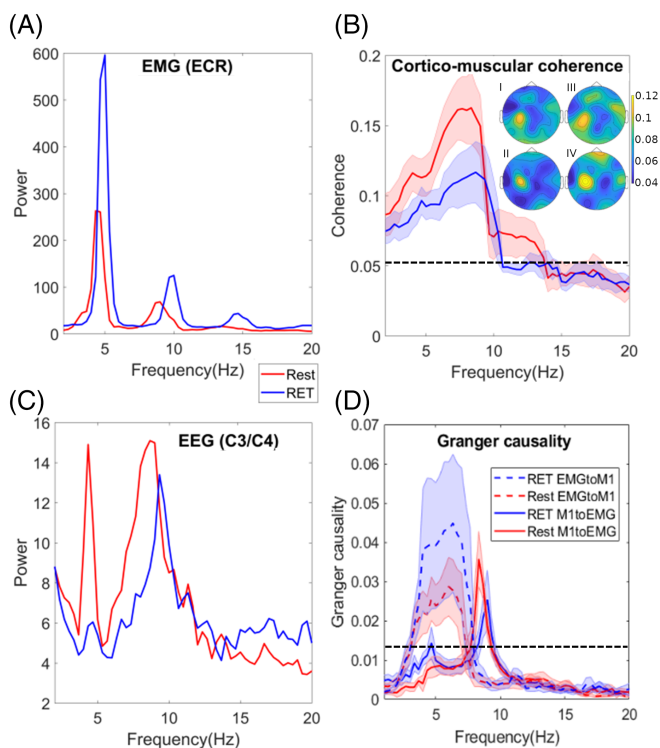 (A)
EMG (ECR)
Power
600
500
400
300
200
100
0
5
10
15
20
Frequency(Hz)
Rest
RET
(B)
Cortico-muscular coherence
Coherence
0.2
0.15
0.1
0.05
0
I
III
II
IV
0.12
0.1
0.08
0.06
0.04
5
10
15
20
Frequency(Hz)
(C)
EEG (C3/C4)
Power
16
14
12
10
8
6
4
2
5
10
15
20
Frequency(Hz)
(D)
Granger causality
Granger causality
0.07
0.06
0.05
0.04
0.03
0.02
0.01
0
RET EMGtoM1
Rest EMGtoM1
RET M1toEMG
Rest M1toEMG
5
10
15
20
Frequency(Hz)